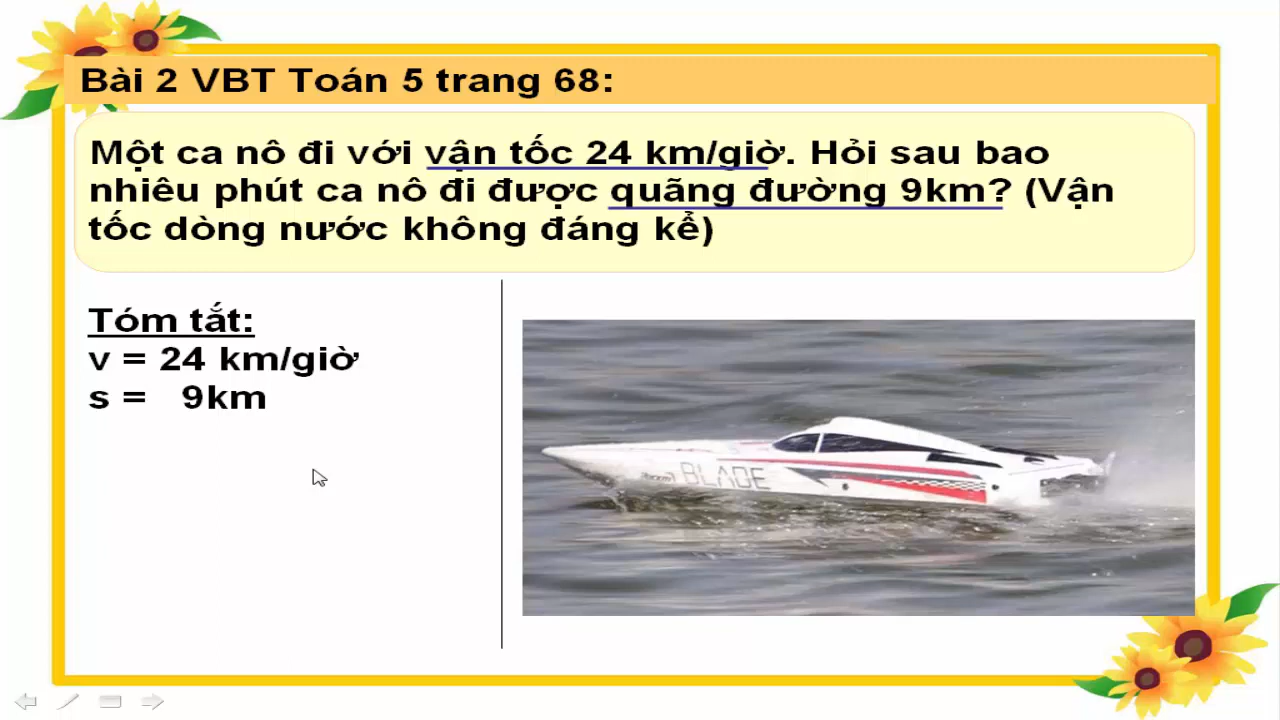 Bài 2 VBT Toán 5 trang 68:
Một ca nô đi với vận tốc 24 km/giờ. Hỏi sau bao
nhiêu phút ca nô đi được quãng đường 9km? (Vận
tốc dòng nước không đáng kể)
Tóm tắt:
v = 24 km/giờ
s = 9km
BLADE